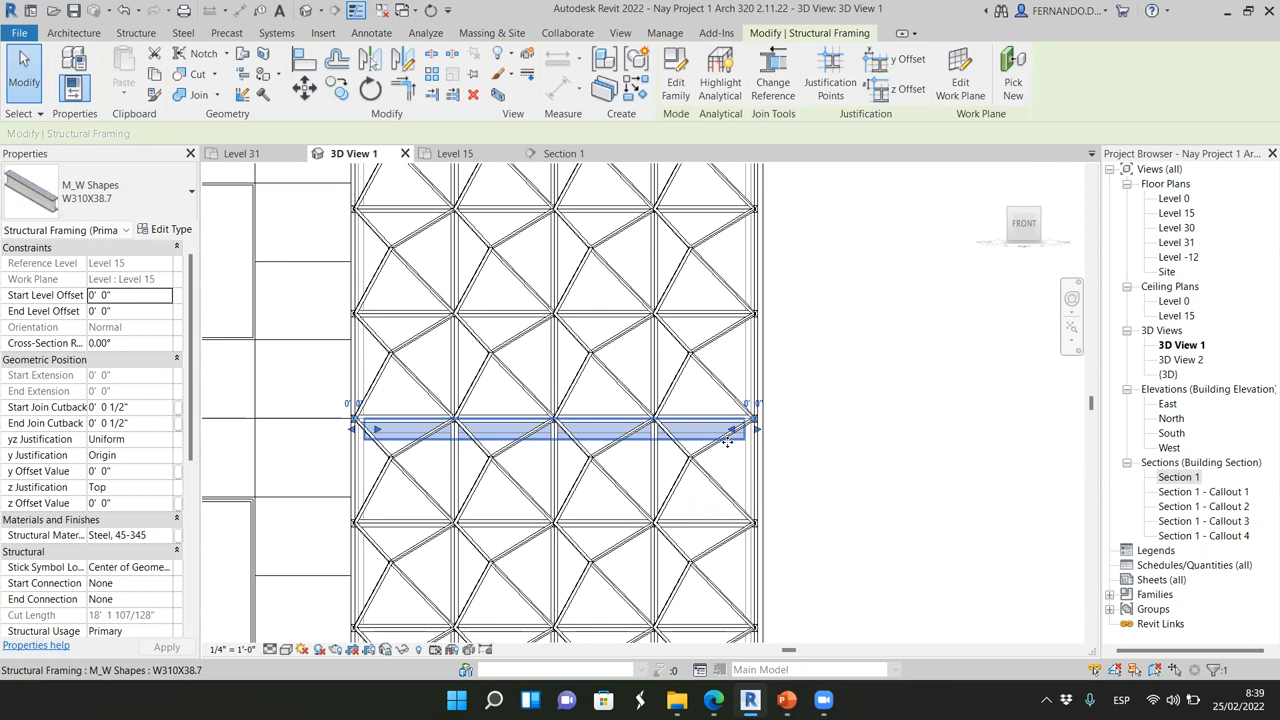 Autodesk Revit 2022 - Nay Project 1 Arch 320 2.11.22 - 3D View: 3D View 1
FERNANDO.D...
File Architecture Structure Steel Precast Systems Insert Annotate Analyze Massing & Site Collaborate View Manage Add-Ins Modify | Structural Framing
Modify
Properties
Paste
Notch
Cut
Join
Edit Family
Highlight Analytical
Change Reference
Justification Points
y Offset
z Offset
Edit Work Plane
Pick New
Select Properties Clipboard Geometry Modify View Measure Create Mode Analytical Join Tools Justification Work Plane
Modify | Structural Framing
Properties
Level 31 3D View 1 Level 15 Section 1
Project Browser - Nay Project 1 Ar...
M_W Shapes
W310X38.7
Structural Framing (Prima
Edit Type
Constraints
Reference Level Level 15
Work Plane Level : Level 15
Start Level Offset 0' 0"
End Level Offset 0' 0"
Orientation Normal
Cross-Section R... 0.00°
Geometric Position
Start Extension 0' 0"
End Extension 0' 0"
Start Join Cutback 0' 0 1/2"
End Join Cutback 0' 0 1/2"
yz Justification Uniform
y Justification Origin
y Offset Value 0' 0"
z Justification Top
z Offset Value 0' 0"
Materials and Finishes
Structural Mater... Steel, 45-345
Structural
Stick Symbol Lo... Center of Geome...
Start Connection None
End Connection None
Cut Length 18' 1 107/128"
Structural Usage Primary
Properties help
Apply
0' 0"
0' 0"
FRONT
Views (all)
Floor Plans
Level 0
Level 15
Level 30
Level 31
Level -12
Site
Ceiling Plans
Level 0
Level 15
3D Views
3D View 1
3D View 2
{3D}
Elevations (Building Elevation)
East
North
South
West
Sections (Building Section)
Section 1
Section 1 - Callout 1
Section 1 - Callout 2
Section 1 - Callout 3
Section 1 - Callout 4
Legends
Schedules/Quantities (all)
Sheets (all)
Families
Groups
Revit Links
1/4" = 1'-0"
Structural Framing : M_W Shapes : W310X38.7
:0
Main Model
:1
ESP
8:39
25/02/2022